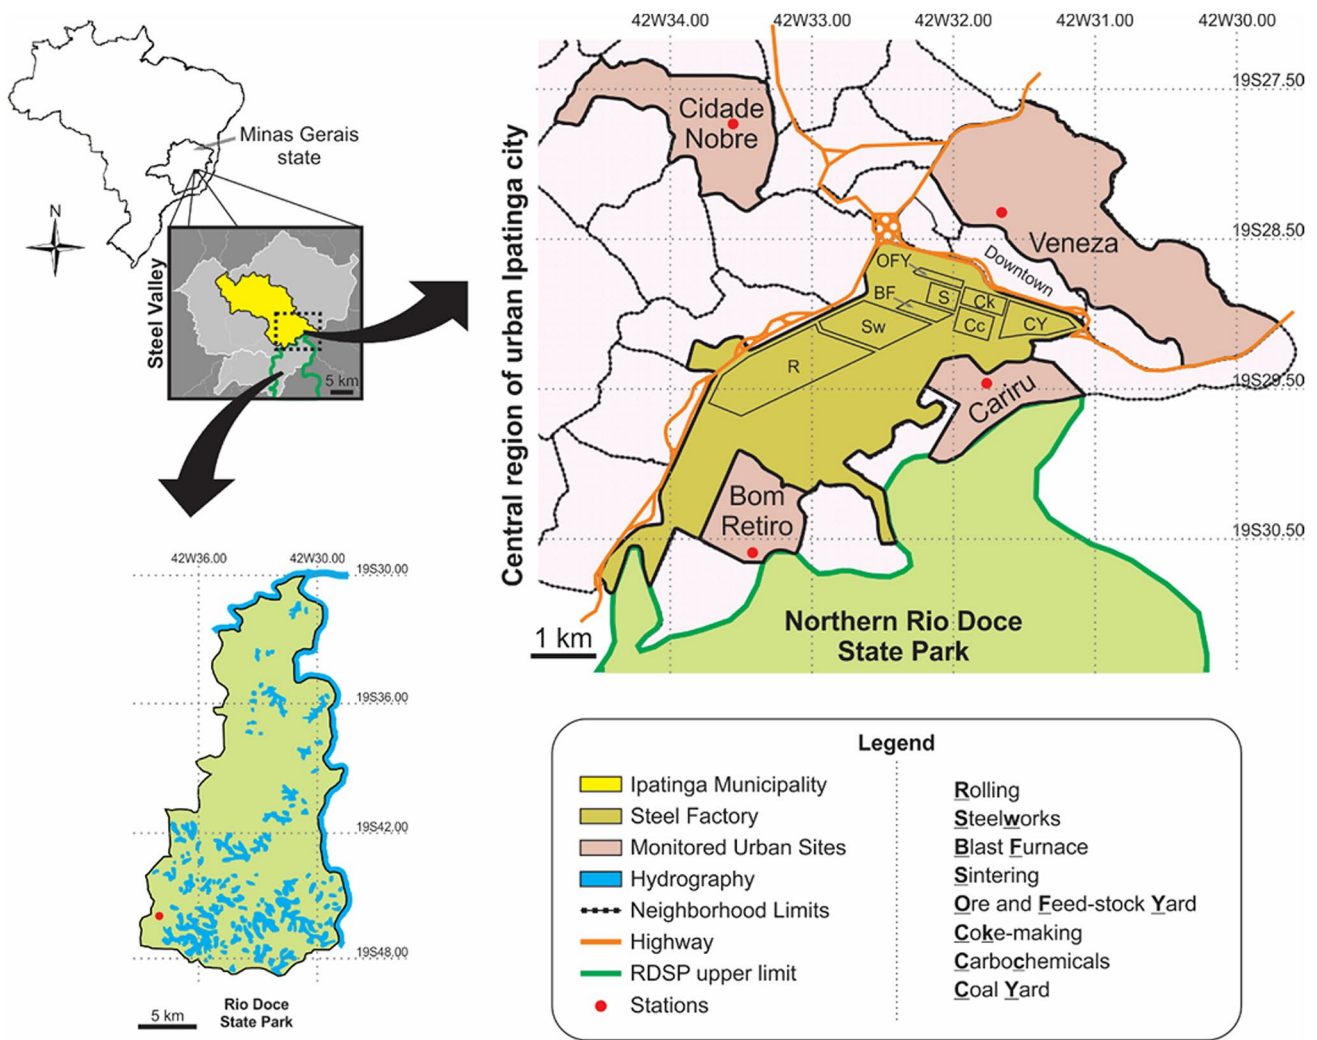 Minas Gerais
state
N
Steel Valley
5 km
42W36.00
42W30.00
19S30.00
19S36.00
19S42.00
19S48.00
5 km
Rio Doce
State Park
Central region of urban Ipatinga city
42W34.00
42W33.00
42W32.00
42W31.00
42W30.00
19S27.50
19S28.50
19S29.50
19S30.50
Cidade
Nobre
Veneza
Downtown
OFY
BF
S
Ck
Sw
Cc
CY
R
Cariru
Bom
Retiro
1 km
Northern Rio Doce
State Park
Legend
Ipatinga Municipality
Steel Factory
Monitored Urban Sites
Hydrography
Neighborhood Limits
Highway
RDSP upper limit
Stations
Rolling
Steelworks
Blast Furnace
Sintering
Ore and Feed-stock Yard
Coke-making
Carbochemicals
Coal Yard